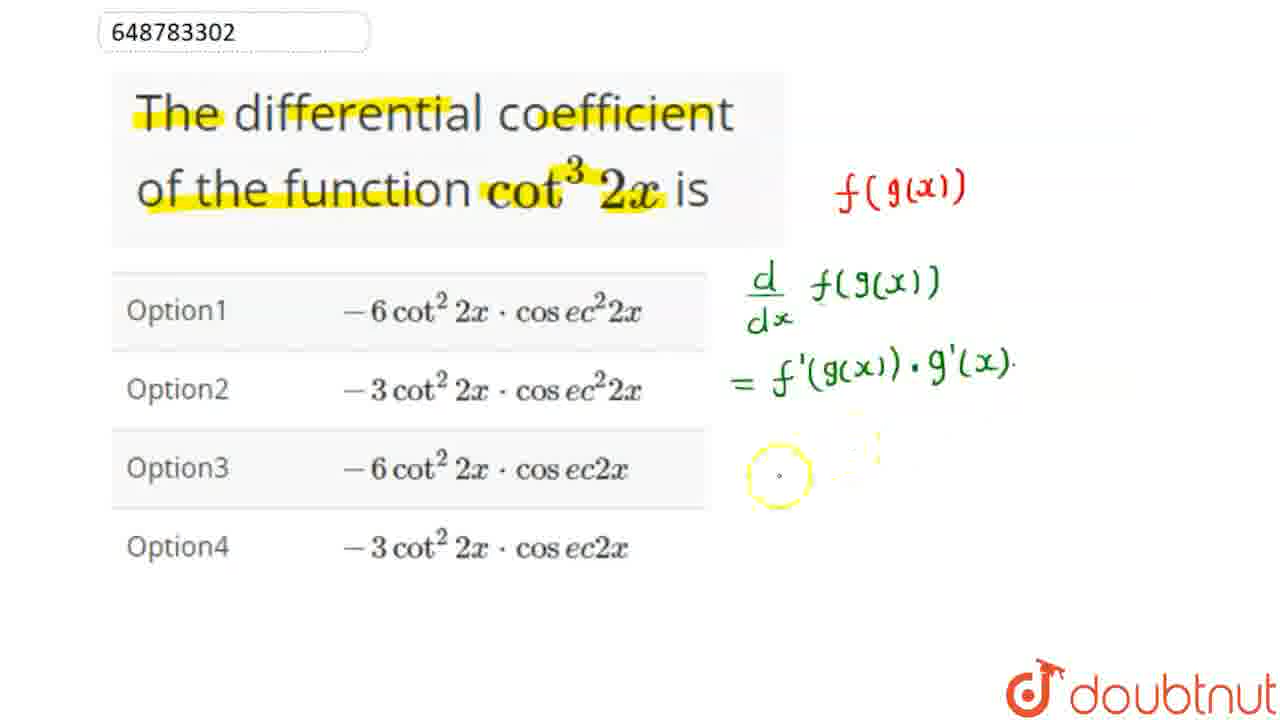 648783302
The differential coefficient
of the function cot³ 2x is
f(g(x))
d/dx f(g(x))
= f'(g(x)) • g'(x).
Option1 −6 cot² 2x · cos ec²2x
Option2 −3 cot² 2x · cos ec²2x
Option3 −6 cot² 2x · cos ec2x
Option4 −3 cot² 2x · cos ec2x
doubtnut